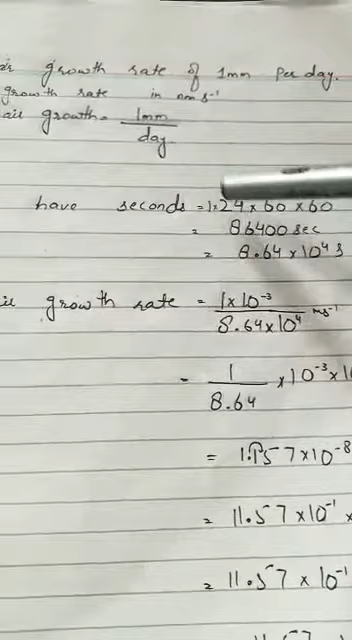 growth rate of 1mm Per day.
growth rate in nm s⁻¹
growth = 1mm / day
have seconds = 1×24×60×60
= 86400 sec
= 8.64×10⁴ s
growth rate = 1×10⁻³ / 8.64×10⁴ ms⁻¹
= 1 / 8.64 ×10⁻³×1
= 1.157×10⁻⁸
= 11.57×10⁻¹ ×
= 11.57×10⁻¹